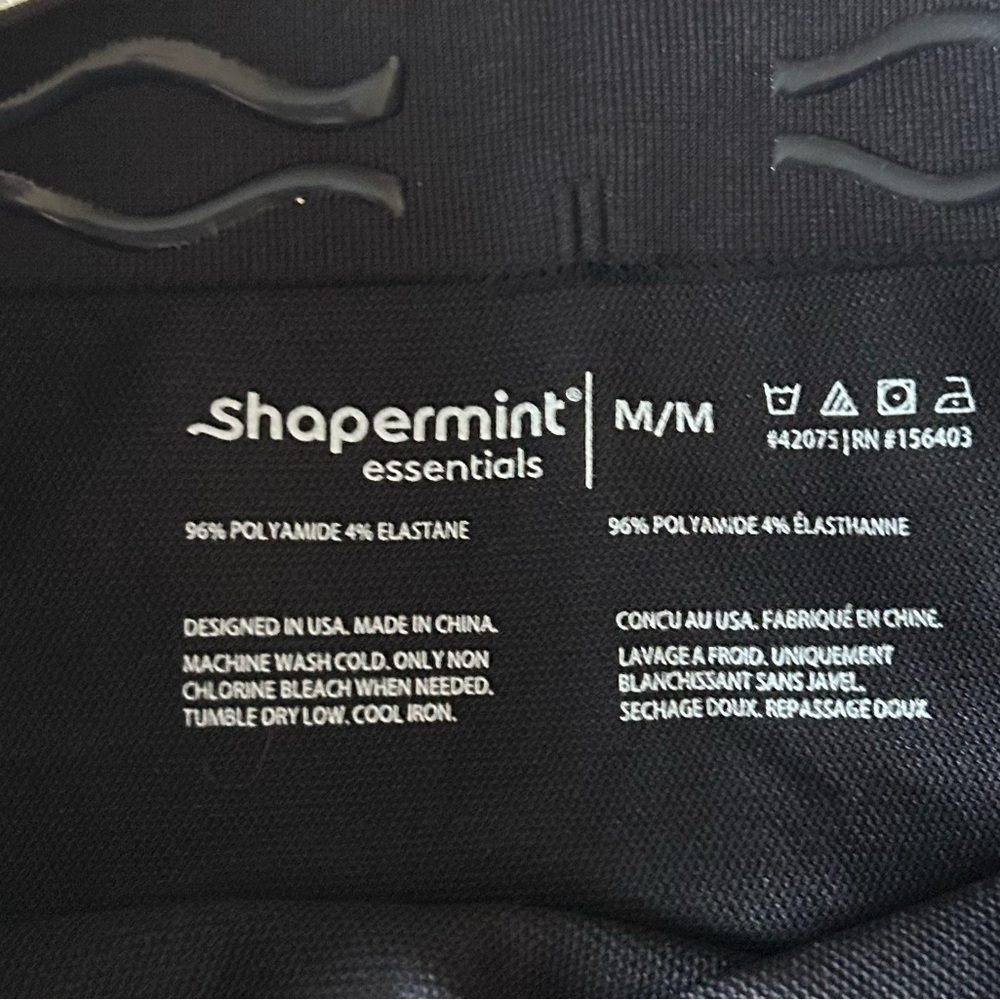 Shapermint®
essentials
M/M
#42075|RN #156403
96% POLYAMIDE 4% ELASTANE
DESIGNED IN USA. MADE IN CHINA.
MACHINE WASH COLD. ONLY NON
CHLORINE BLEACH WHEN NEEDED.
TUMBLE DRY LOW. COOL IRON.
96% POLYAMIDE 4% ÉLASTHANNE
CONCU AU USA. FABRIQUÉ EN CHINE.
LAVAGE A FROID. UNIQUEMENT
BLANCHISSANT SANS JAVEL.
SECHAGE DOUX. REPASSAGE DOUX.